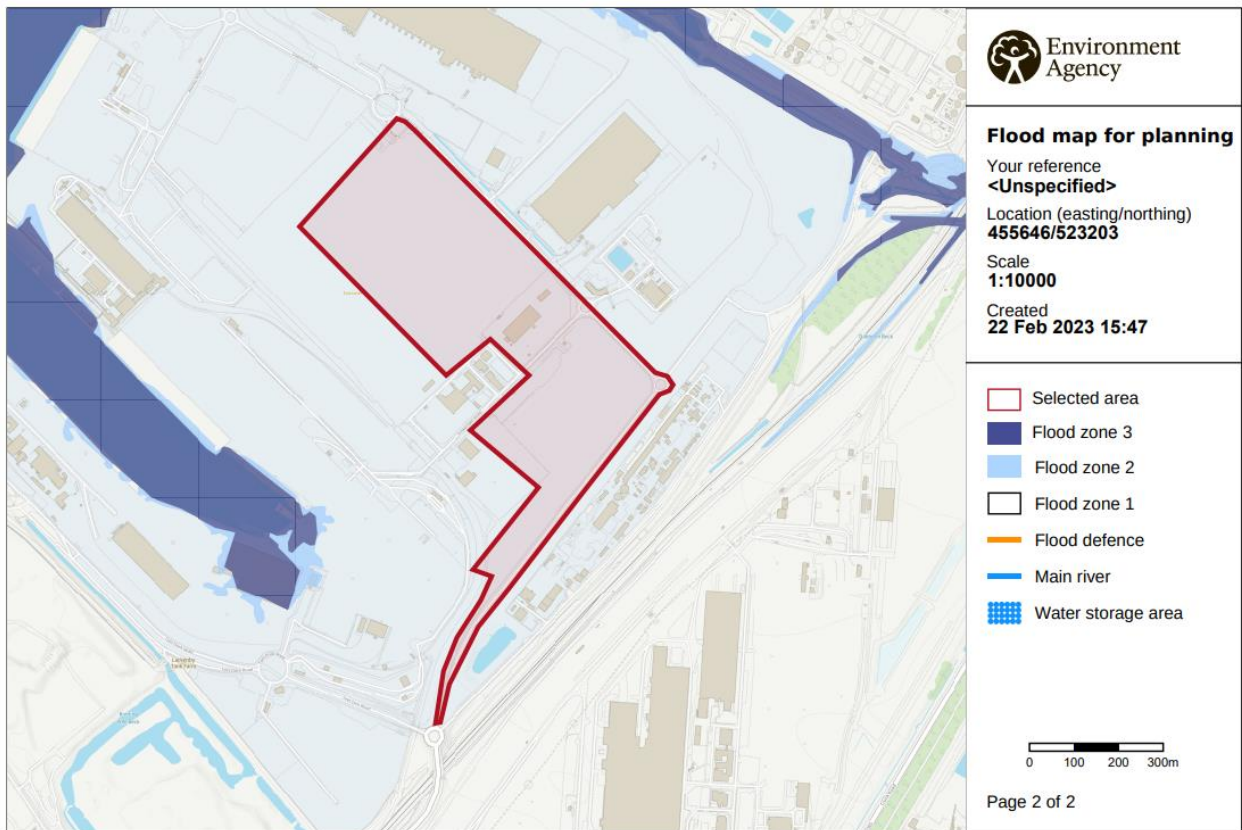 Environment
Agency
Flood map for planning
Your reference
<Unspecified>
Location (easting/northing)
455646/523203
Scale
1:10000
Created
22 Feb 2023 15:47
Selected area
Flood zone 3
Flood zone 2
Flood zone 1
Flood defence
Main river
Water storage area
0 100 200 300m
Page 2 of 2